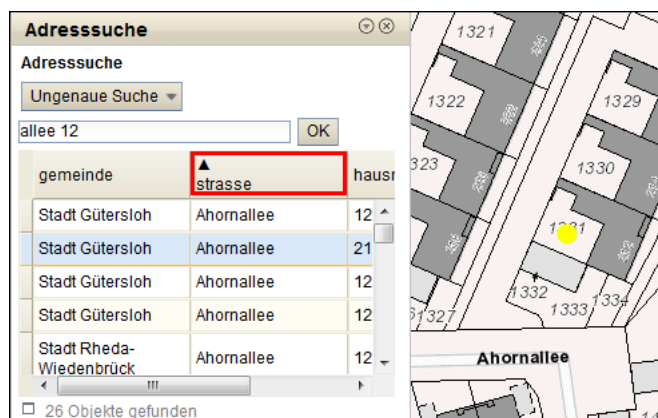 Adresssuche
Adresssuche
Ungenaue Suche
allee 12
OK
gemeinde
▲
strasse
hausr
Stadt Gütersloh Ahornallee 12
Stadt Gütersloh Ahornallee 21
Stadt Gütersloh Ahornallee 12
Stadt Gütersloh Ahornallee 12
Stadt Rheda-
Wiedenbrück Ahornallee 12
26 Objekte gefunden
1321
1322
1329
323
1330
1332
1333
1334
1327
Ahornallee